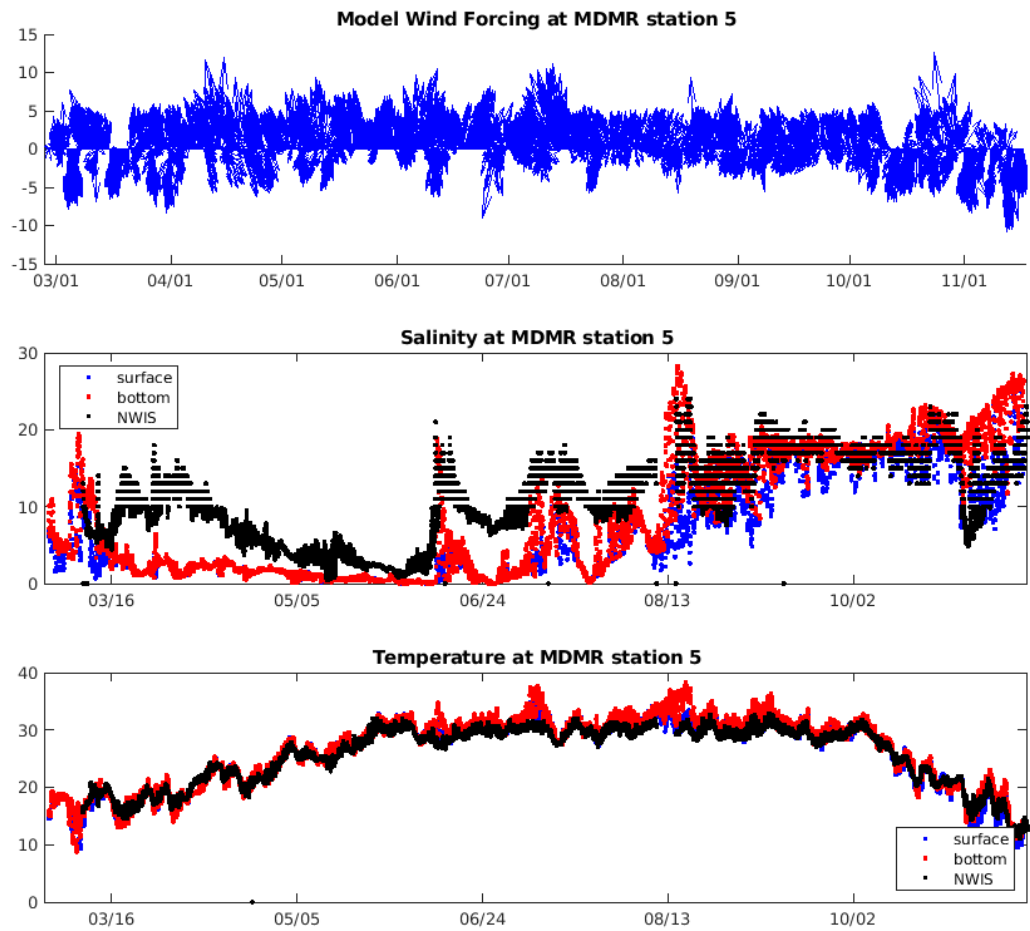 Model Wind Forcing at MDMR station 5
15
10
5
0
-5
-10
-15
03/01 04/01 05/01 06/01 07/01 08/01 09/01 10/01 11/01
Salinity at MDMR station 5
30
20
10
0
surface
bottom
NWIS
03/16 05/05 06/24 08/13 10/02
Temperature at MDMR station 5
40
30
20
10
0
surface
bottom
NWIS
03/16 05/05 06/24 08/13 10/02